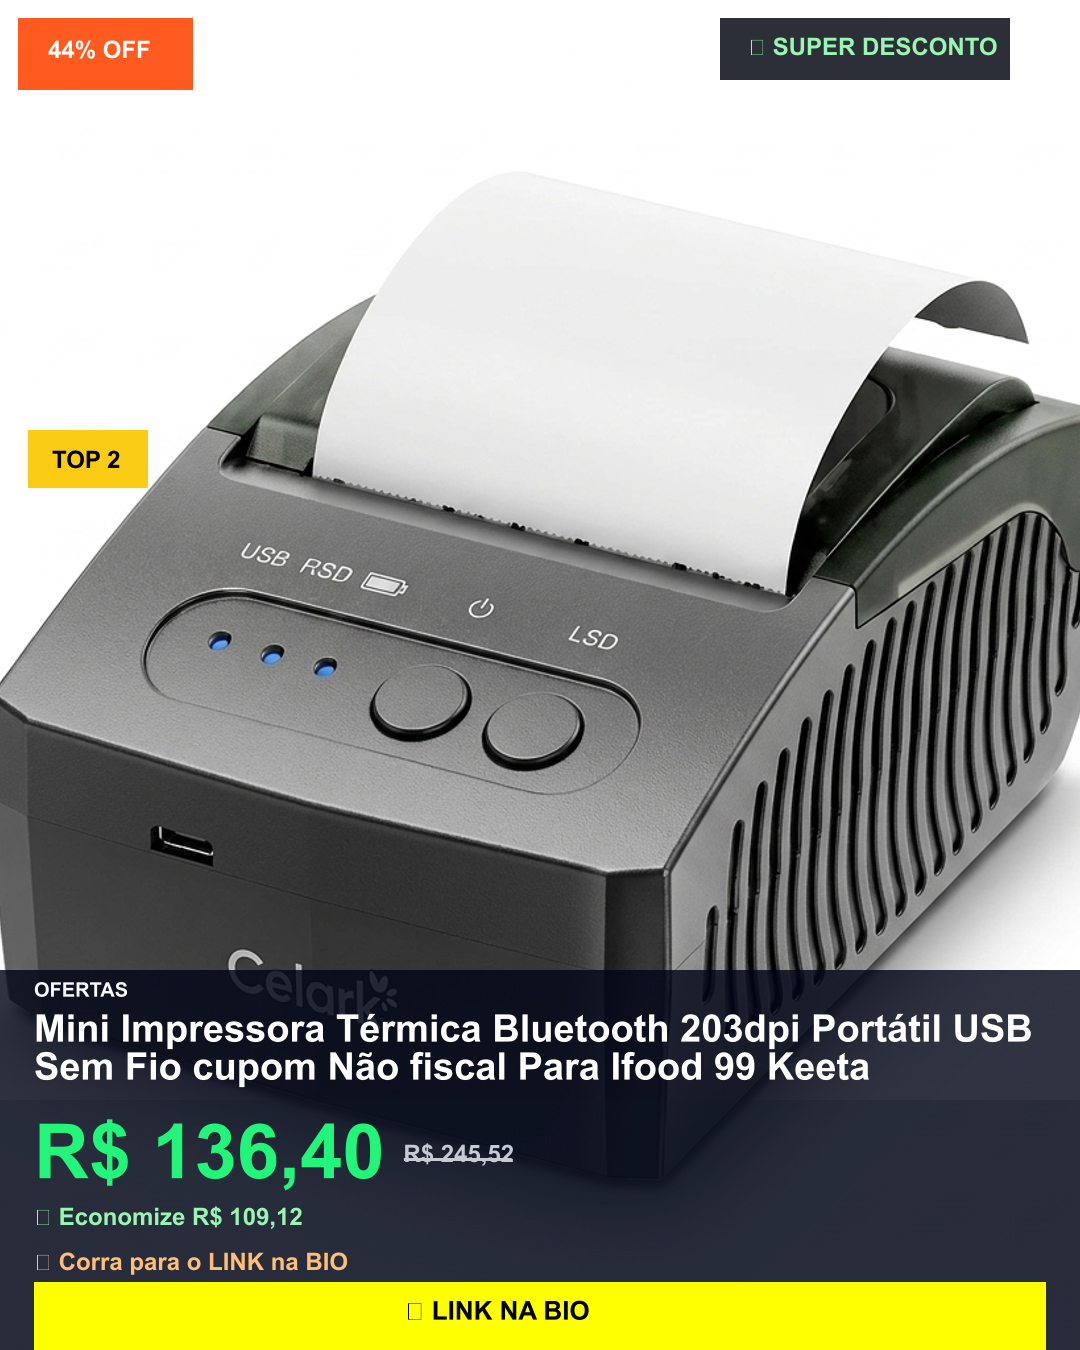 44% OFF
SUPER DESCONTO
TOP 2
USB RSD
LSD
Celark
OFERTAS
Mini Impressora Térmica Bluetooth 203dpi Portátil USB
Sem Fio cupom Não fiscal Para Ifood 99 Keeta
R$ 136,40 R$ 245,52
Economize R$ 109,12
Corra para o LINK na BIO
LINK NA BIO